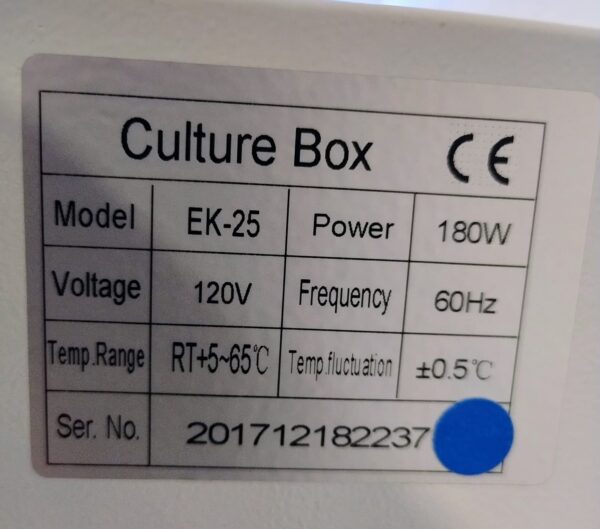 Culture Box CE
Model EK-25 Power 180W
Voltage 120V Frequency 60Hz
Temp.Range RT+5~65℃ Temp.fluctuation ±0.5℃
Ser. No. 201712182237